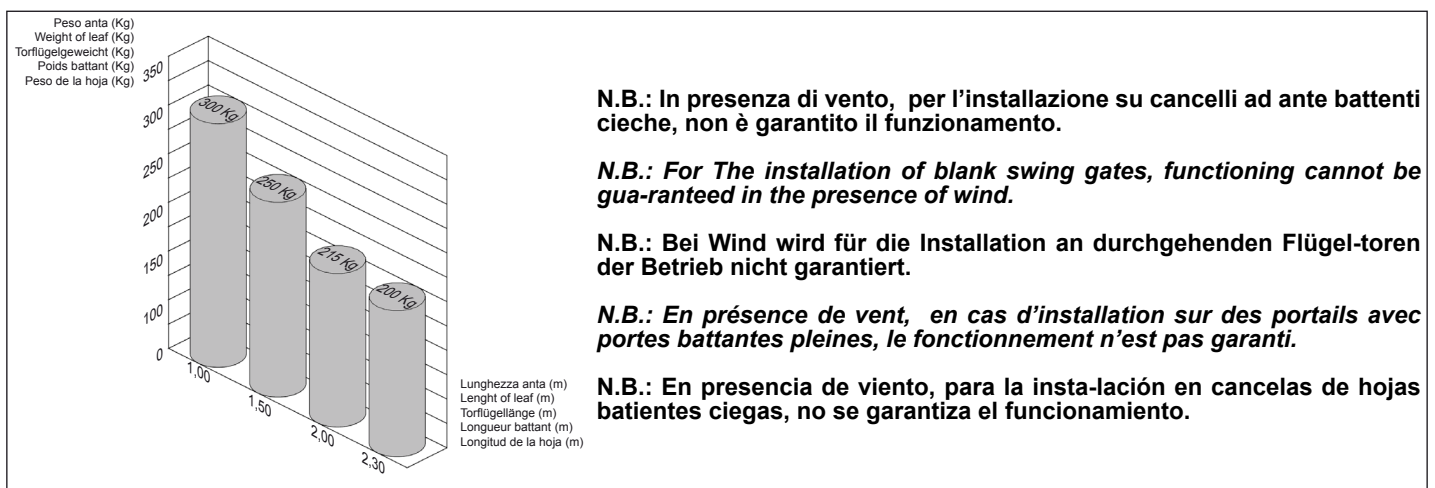 Peso anta (Kg)
Weight of leaf (Kg)
Torflügelgeweicht (Kg)
Poids battant (Kg)
Peso de la hoja (Kg)
350
300
250
200
150
100
0
300 Kg
250 Kg
215 Kg
200 Kg
1,00
1,50
2,00
2,30
Lunghezza anta (m)
Lenght of leaf (m)
Torflügellänge (m)
Longueur battant (m)
Longitud de la hoja (m)
N.B.: In presenza di vento, per l'installazione su cancelli ad ante battenti
cieche, non è garantito il funzionamento.
N.B.: For The installation of blank swing gates, functioning cannot be
gua-ranteed in the presence of wind.
N.B.: Bei Wind wird für die Installation an durchgehenden Flügel-toren
der Betrieb nicht garantiert.
N.B.: En présence de vent, en cas d'installation sur des portails avec
portes battantes pleines, le fonctionnement n'est pas garanti.
N.B.: En presencia de viento, para la insta-lación en cancelas de hojas
batientes ciegas, no se garantiza el funcionamiento.